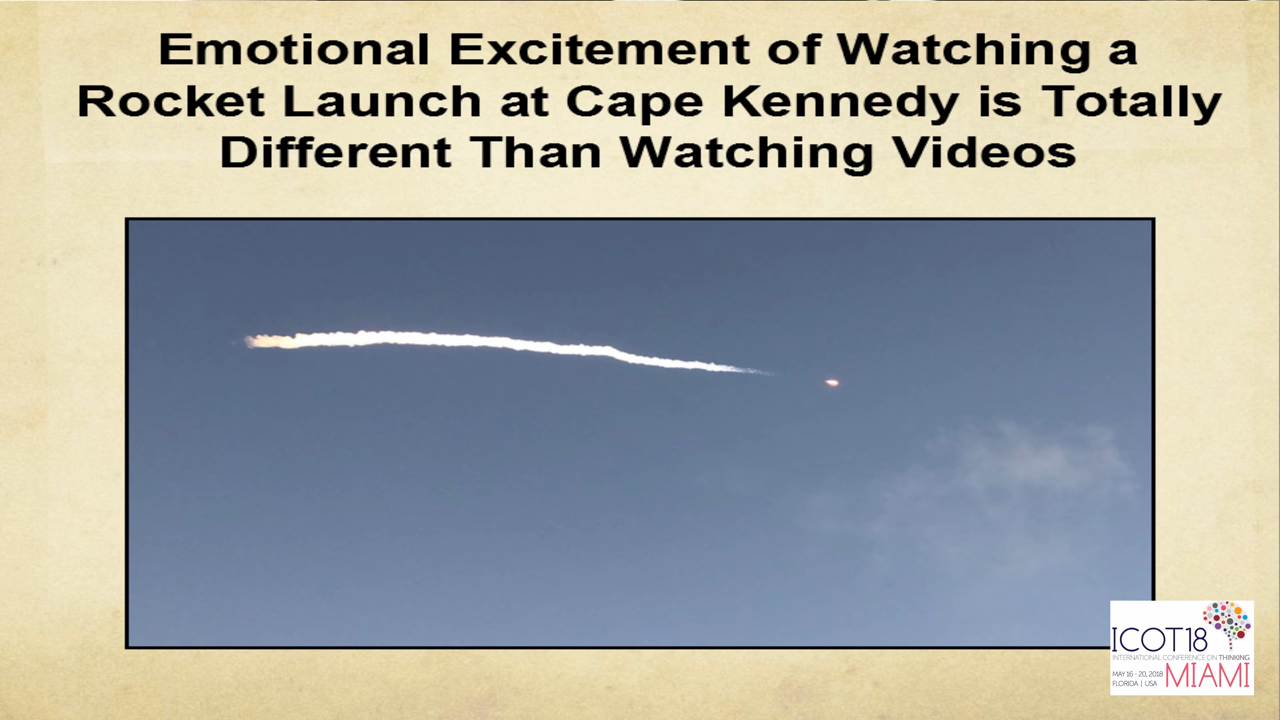 Emotional Excitement of Watching a
Rocket Launch at Cape Kennedy is Totally
Different Than Watching Videos
ICOT18
INTERNATIONAL CONFERENCE ON THINKING
MAY 16 - 20, 2018
FLORIDA | USA
MIAMI